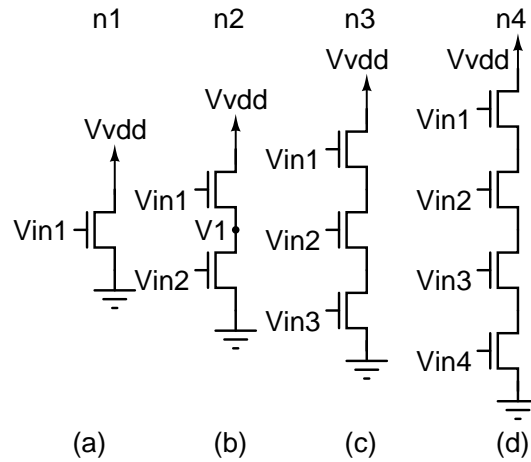 n1 n2 n3 n4
Vvdd
Vin1
(a)
Vvdd
Vin1
V1
Vin2
(b)
Vvdd
Vin1
Vin2
Vin3
(c)
Vvdd
Vin1
Vin2
Vin3
Vin4
(d)